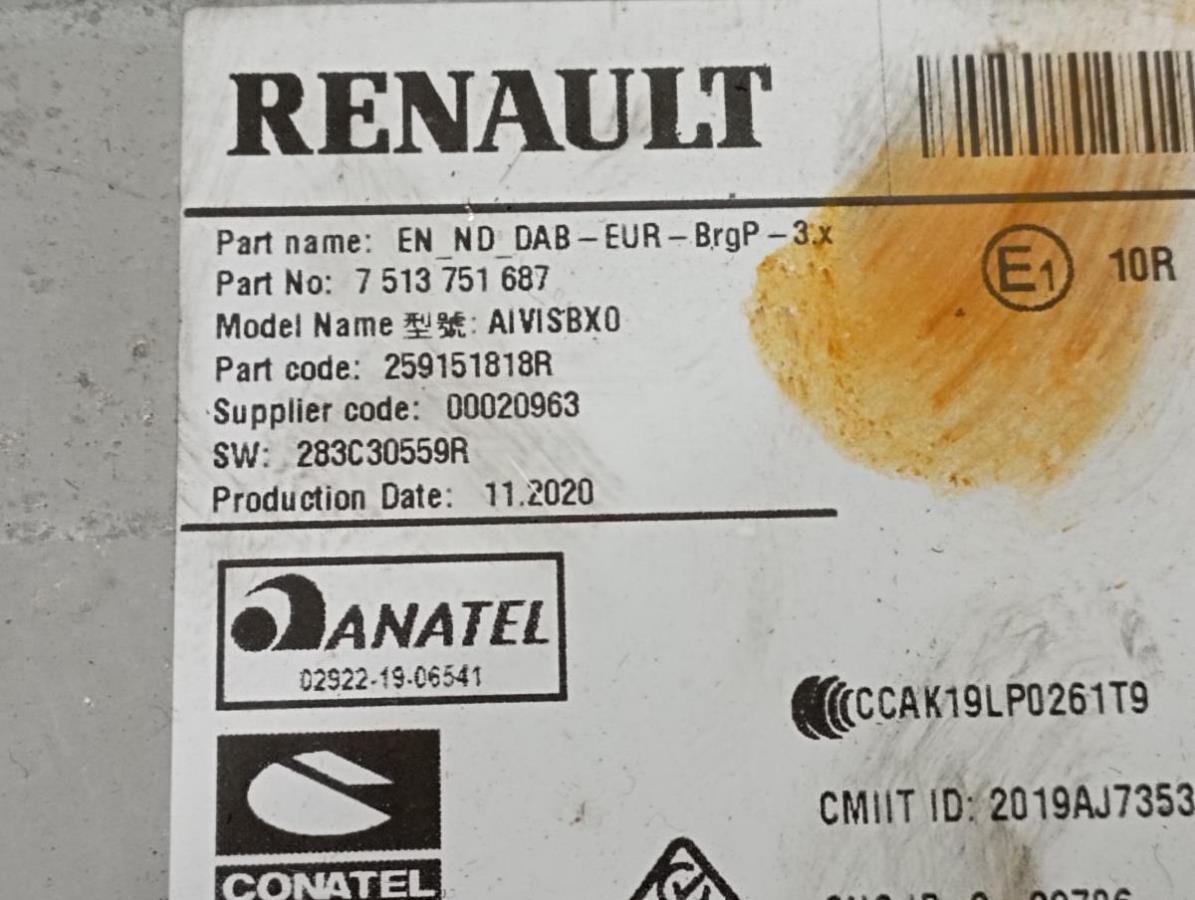 RENAULT
Part name: EN_ND_DAB-EUR-BrgP-3.x
Part No: 7 513 751 687
Model Name 型號: AIVISBX0
Part code: 259151818R
Supplier code: 00020963
SW: 283C30559R
Production Date: 11.2020
E1 10R
ANATEL
02922-19-06541
CCAK19LP0261T9
CMIIT ID: 2019AJ7353
CONATEL